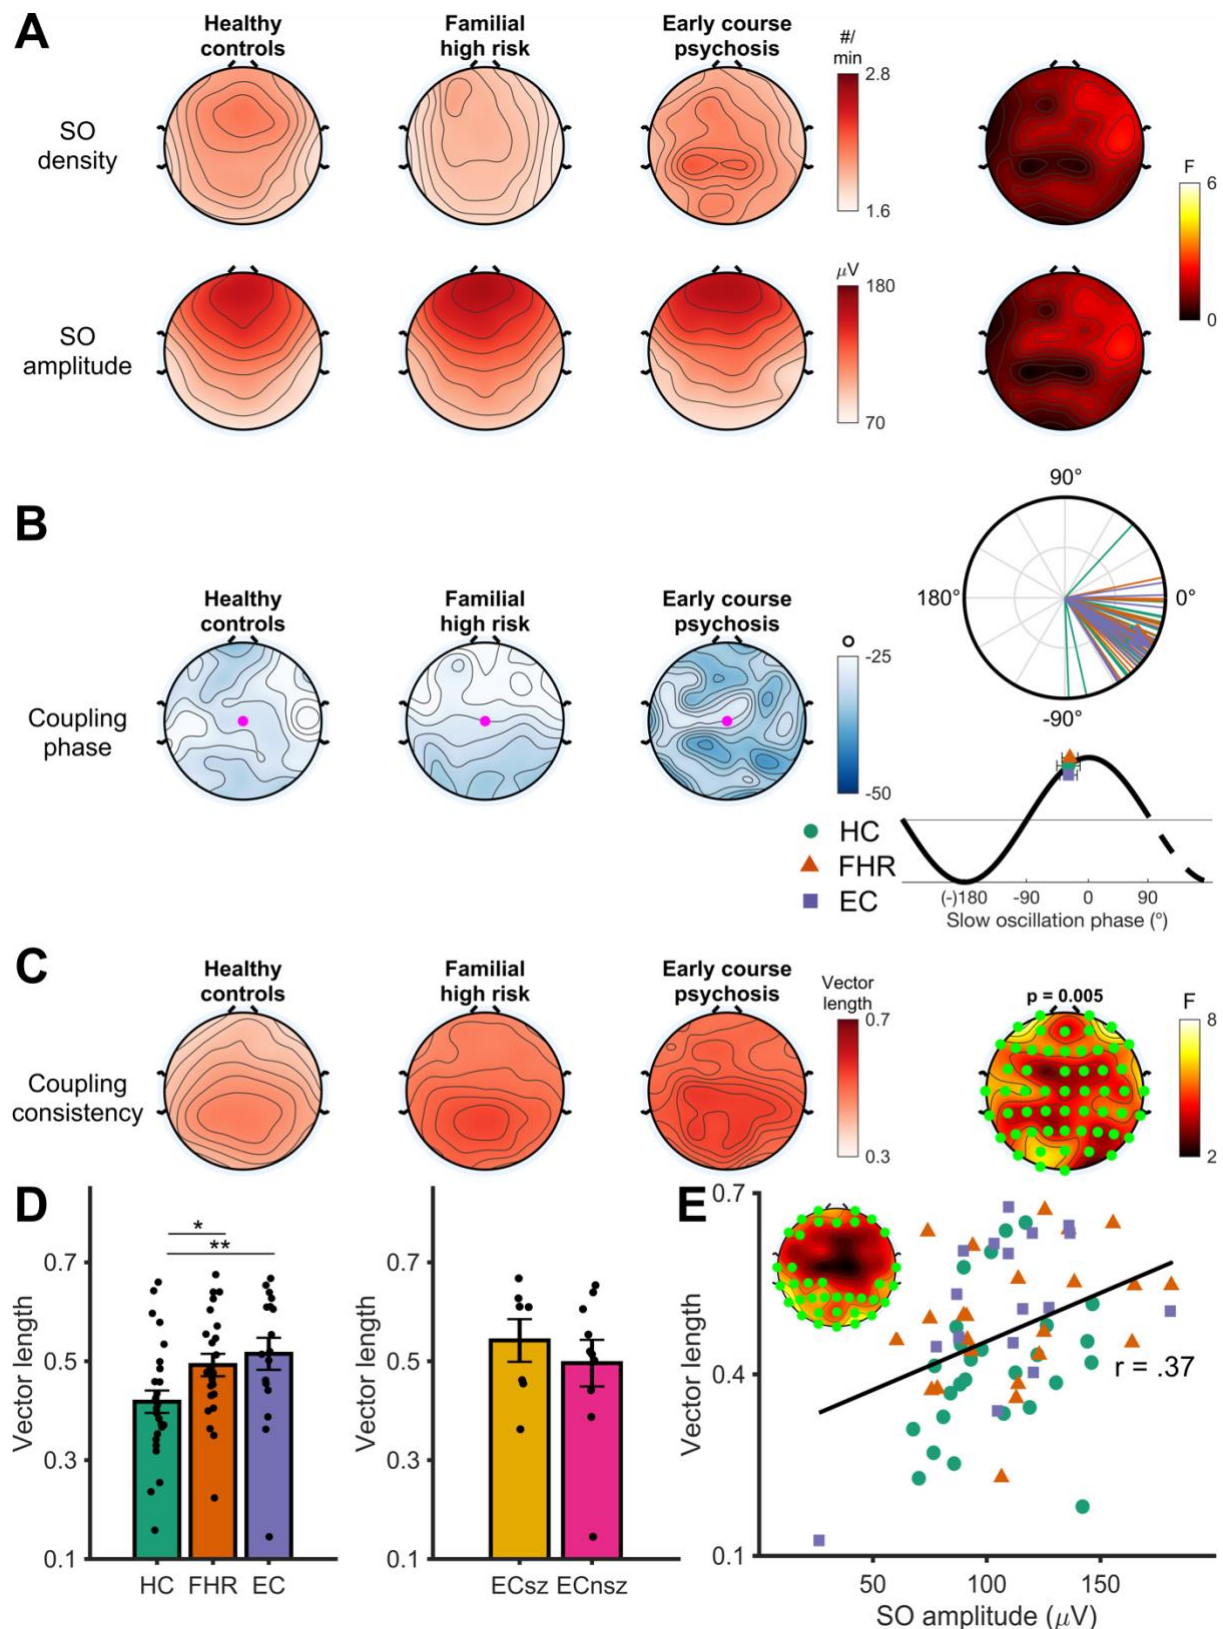 A
Healthy
controls
Familial
high risk
Early course
psychosis
#/
min
2.8
1.6
SO
density
F
6
0
SO
amplitude
μV
180
70
B
Healthy
controls
Familial
high risk
Early course
psychosis
Coupling
phase
o
-25
-50
90°
180°
0°
-90°
HC
FHR
EC
(-)180 -90 0 90
Slow oscillation phase (°)
C
Healthy
controls
Familial
high risk
Early course
psychosis
Vector
length
0.7
0.3
p = 0.005
F
8
2
Coupling
consistency
D
*
**
0.7
0.5
0.3
0.1
Vector length
HC FHR EC
0.7
0.5
0.3
0.1
Vector length
ECsz ECnsz
E
0.7
0.4
0.1
Vector length
r = .37
50 100 150
SO amplitude (μV)